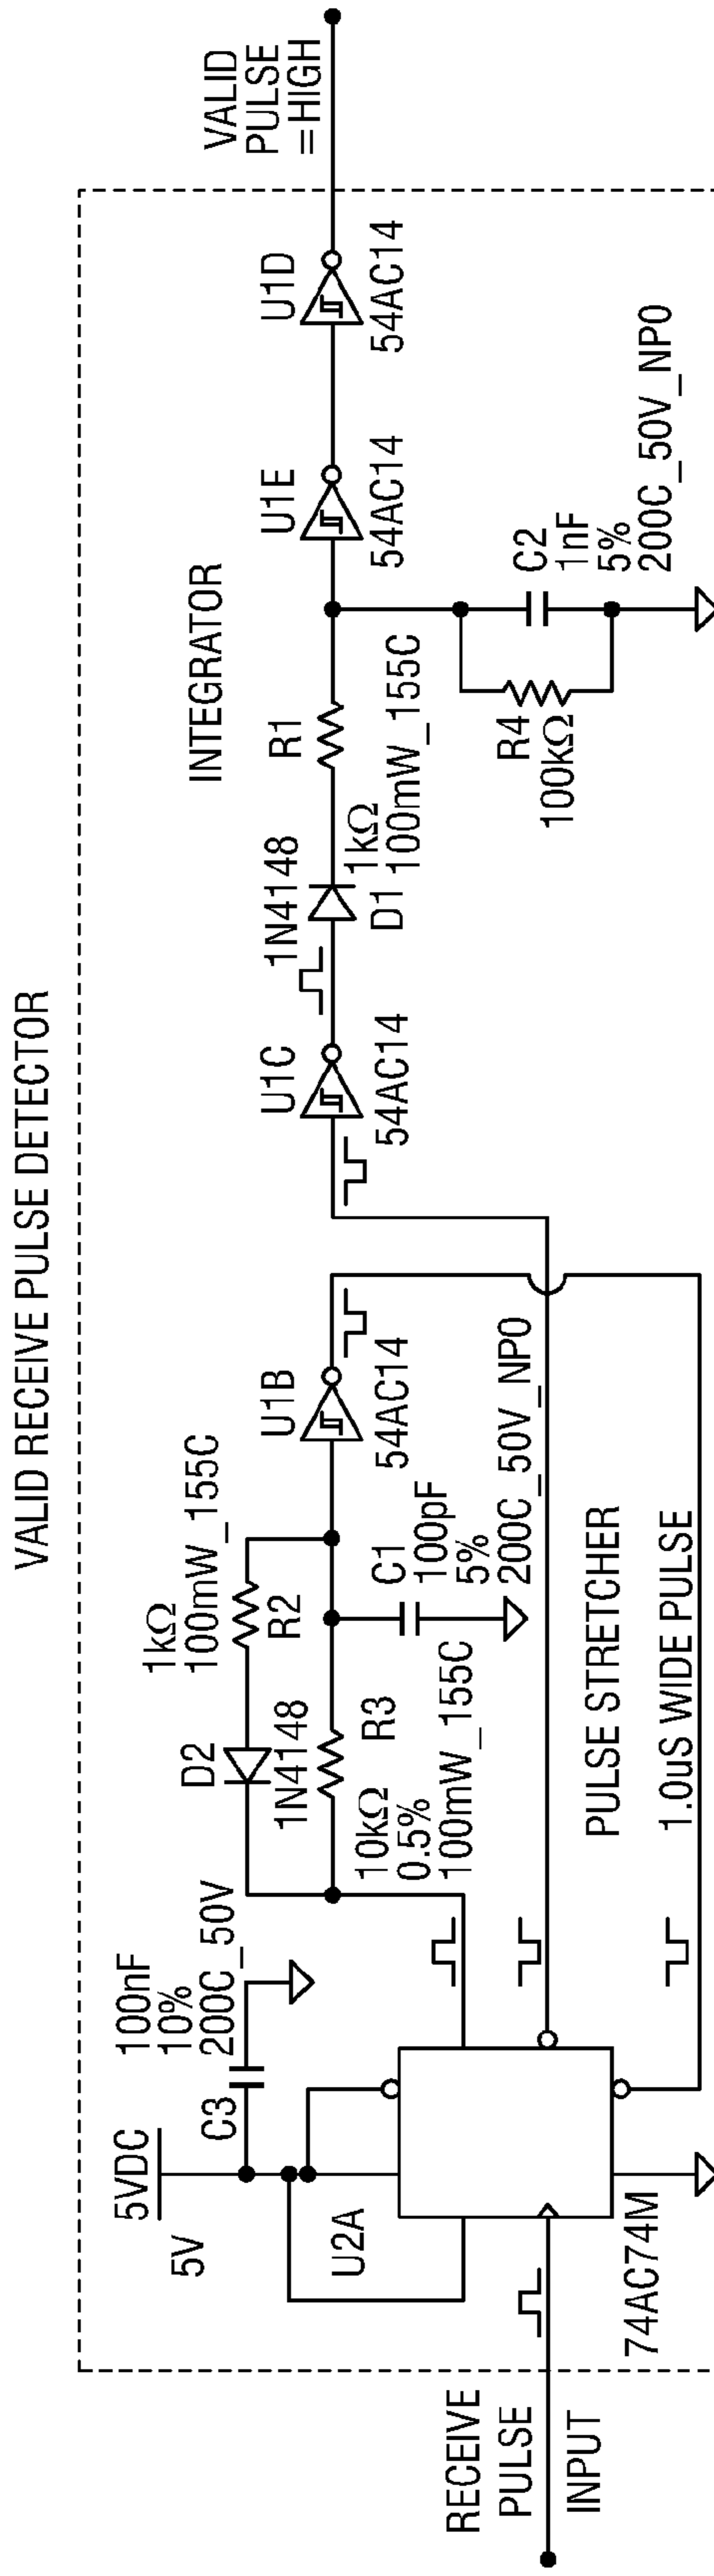 VALID RECEIVE PULSE DETECTOR
RECEIVE
PULSE
INPUT
5VDC
5V
U2A
74AC74M
C3
100nF
10%
200C_50V
D2
1N4148
1kΩ
100mW_155C
R2
R3
10kΩ
0.5%
100mW_155C
C1
100pF
5%
200C_50V_NP0
U1B
54AC14
PULSE STRETCHER
1.0uS WIDE PULSE
U1C
54AC14
1N4148
D1
INTEGRATOR
R1
1kΩ
100mW_155C
R4
100kΩ
C2
1nF
5%
200C_50V_NP0
U1E
54AC14
U1D
54AC14
VALID
PULSE
=HIGH